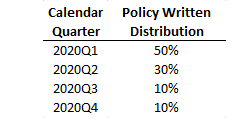 Calendar Policy Written
Quarter Distribution
2020Q1 50%
2020Q2 30%
2020Q3 10%
2020Q4 10%